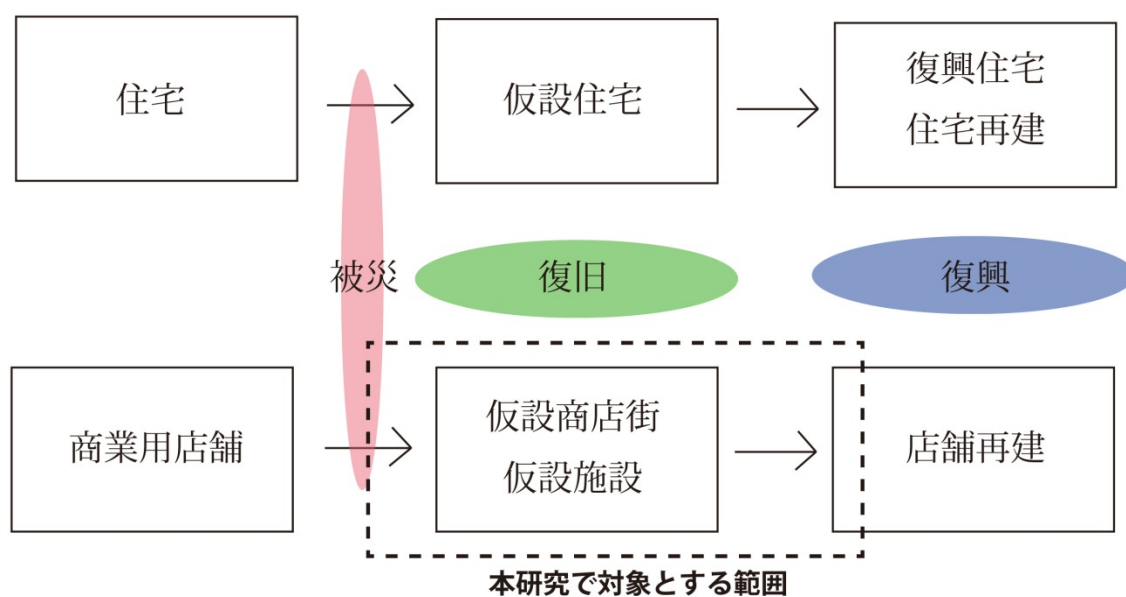 住宅
仮設住宅
復興住宅
住宅再建
被災
復旧
復興
商業用店舗
仮設商店街
仮設施設
店舗再建
本研究で対象とする範囲